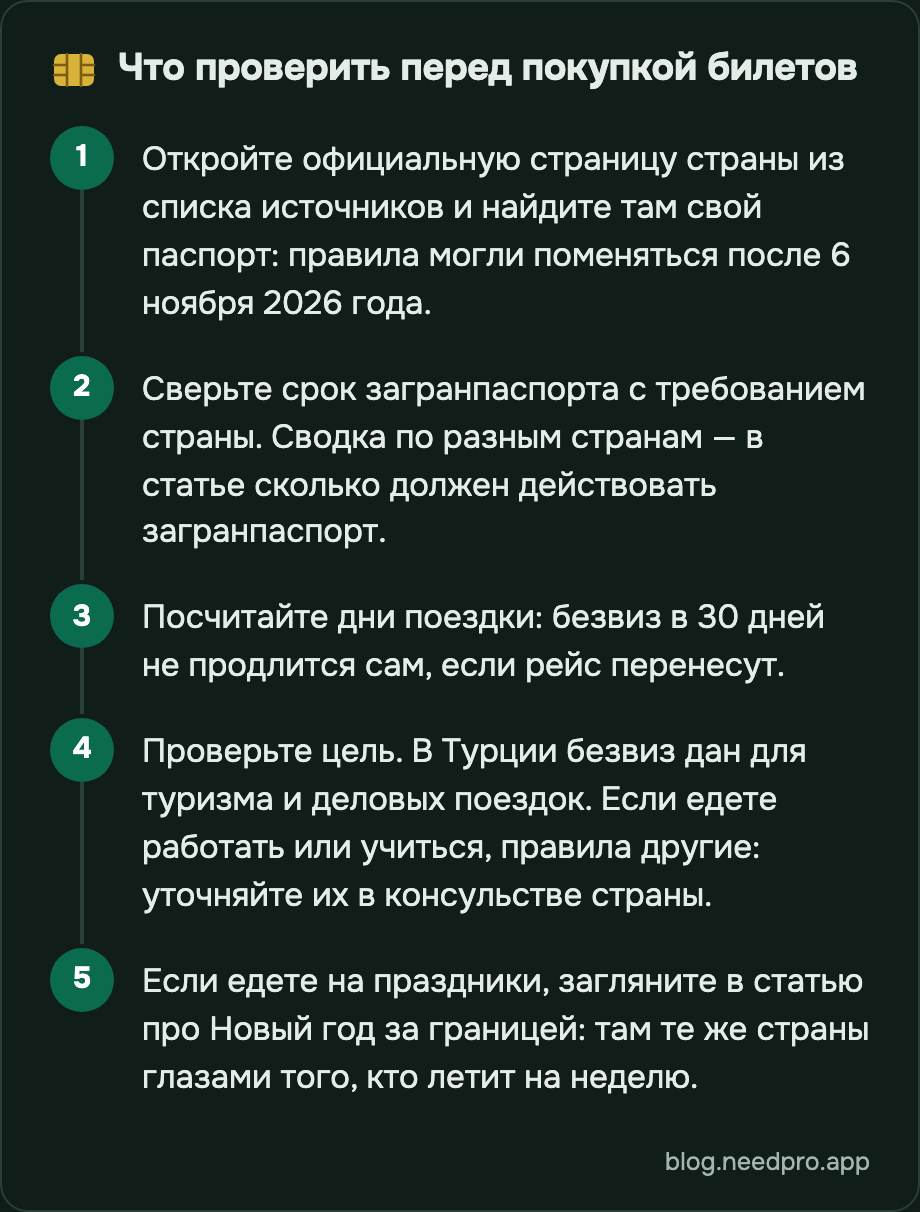 Что проверить перед покупкой билетов
1
Откройте официальную страницу страны из
списка источников и найдите там свой
паспорт: правила могли поменяться после 6
ноября 2026 года.
2
Сверьте срок загранпаспорта с требованием
страны. Сводка по разным странам — в
статье сколько должен действовать
загранпаспорт.
3
Посчитайте дни поездки: безвиз в 30 дней
не продлится сам, если рейс перенесут.
4
Проверьте цель. В Турции безвиз дан для
туризма и деловых поездок. Если едете
работать или учиться, правила другие:
уточняйте их в консульстве страны.
5
Если едете на праздники, загляните в статью
про Новый год за границей: там те же страны
глазами того, кто летит на неделю.
blog.needpro.app